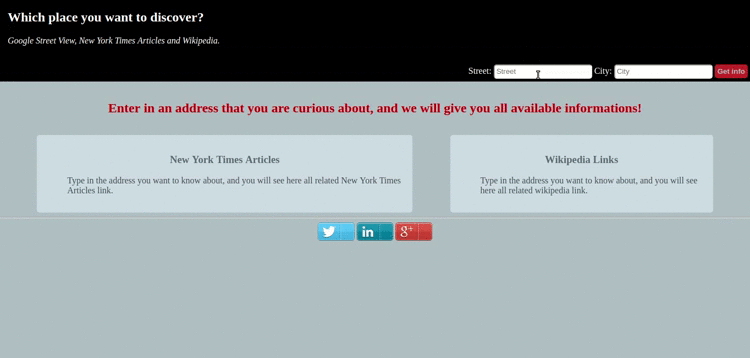 Which place you want to discover?
Google Street View, New York Times Articles and Wikipedia.
Street: Street City: City Get info
Enter in an address that you are curious about, and we will give you all available informations!
New York Times Articles
Type in the address you want to know about, and you will see here all related New York Times
Articles link.
Wikipedia Links
Type in the address you want to know about, and you will see
here all related wikipedia link.
in g+